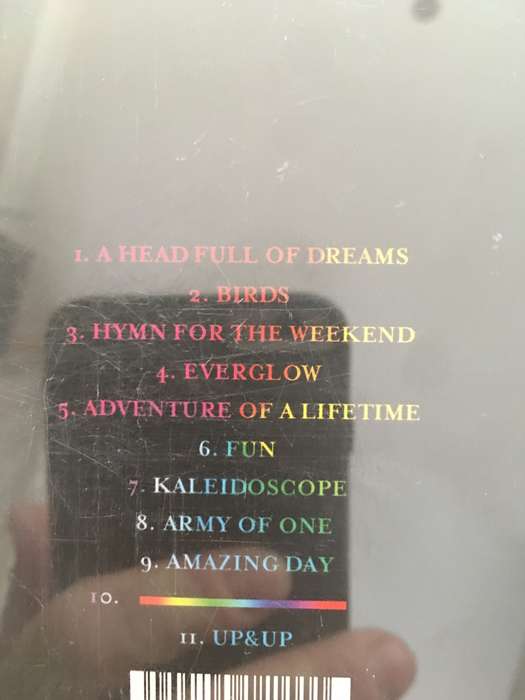 1. A HEAD FULL OF DREAMS
2. BIRDS
3. HYMN FOR THE WEEKEND
4. EVERGLOW
5. ADVENTURE OF A LIFETIME
6. FUN
7. KALEIDOSCOPE
8. ARMY OF ONE
9. AMAZING DAY
10.
11. UP&UP